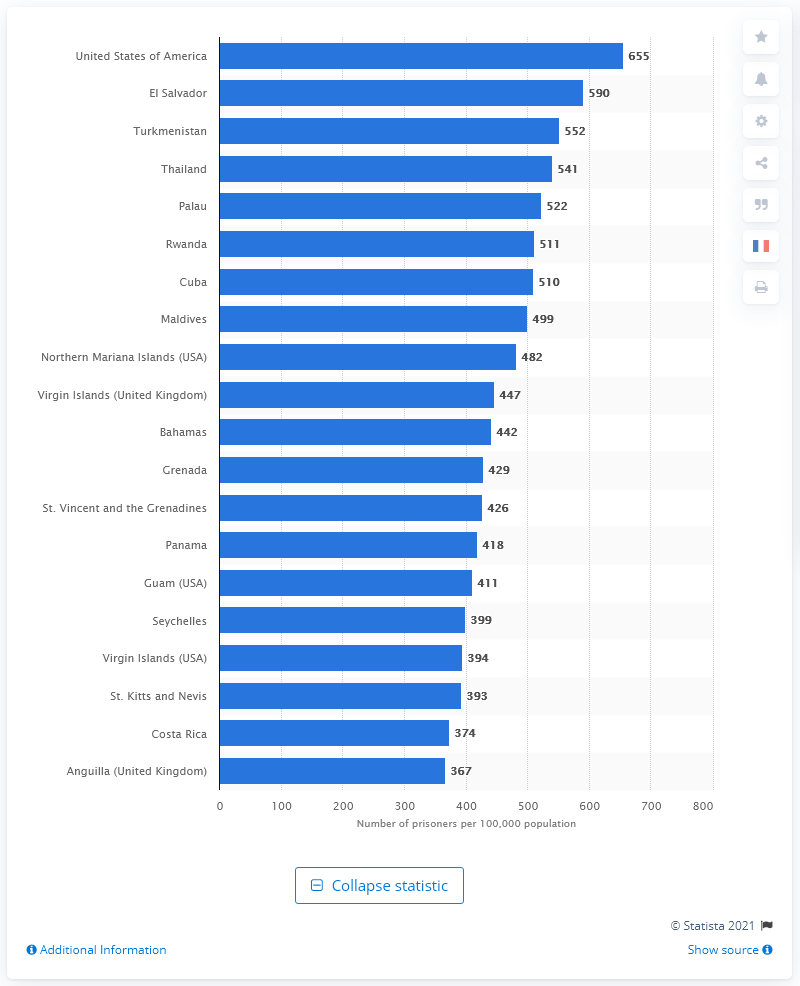 United States of America 655
El Salvador 590
Turkmenistan 552
Thailand 541
Palau 522
Rwanda 511
Cuba 510
Maldives 499
Northern Mariana Islands (USA) 482
Virgin Islands (United Kingdom) 447
Bahamas 442
Grenada 429
St. Vincent and the Grenadines 426
Panama 418
Guam (USA) 411
Seychelles 399
Virgin Islands (USA) 394
St. Kitts and Nevis 393
Costa Rica 374
Anguilla (United Kingdom) 367
0 100 200 300 400 500 600 700 800
Number of prisoners per 100,000 population
Collapse statistic
© Statista 2021
Additional Information Show source